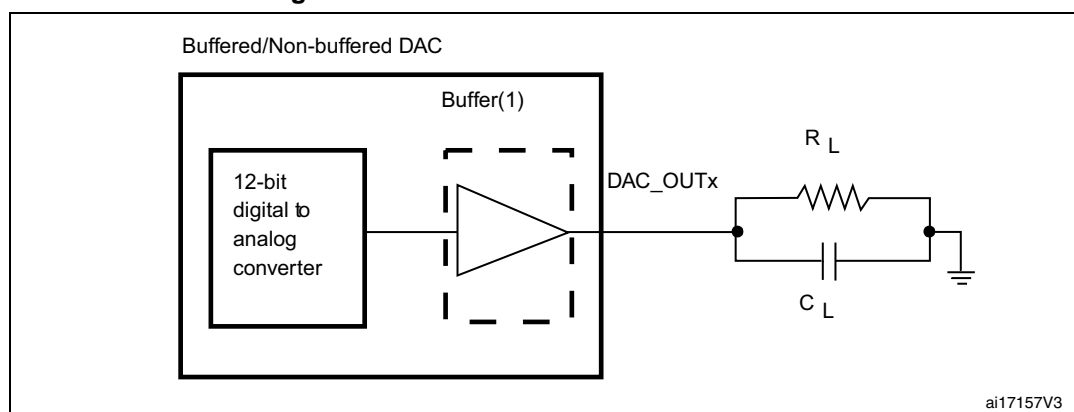 Buffered/Non-buffered DAC
Buffer(1)
12-bit
digital to
analog
converter
DAC_OUTx
R L
C L
ai17157V3